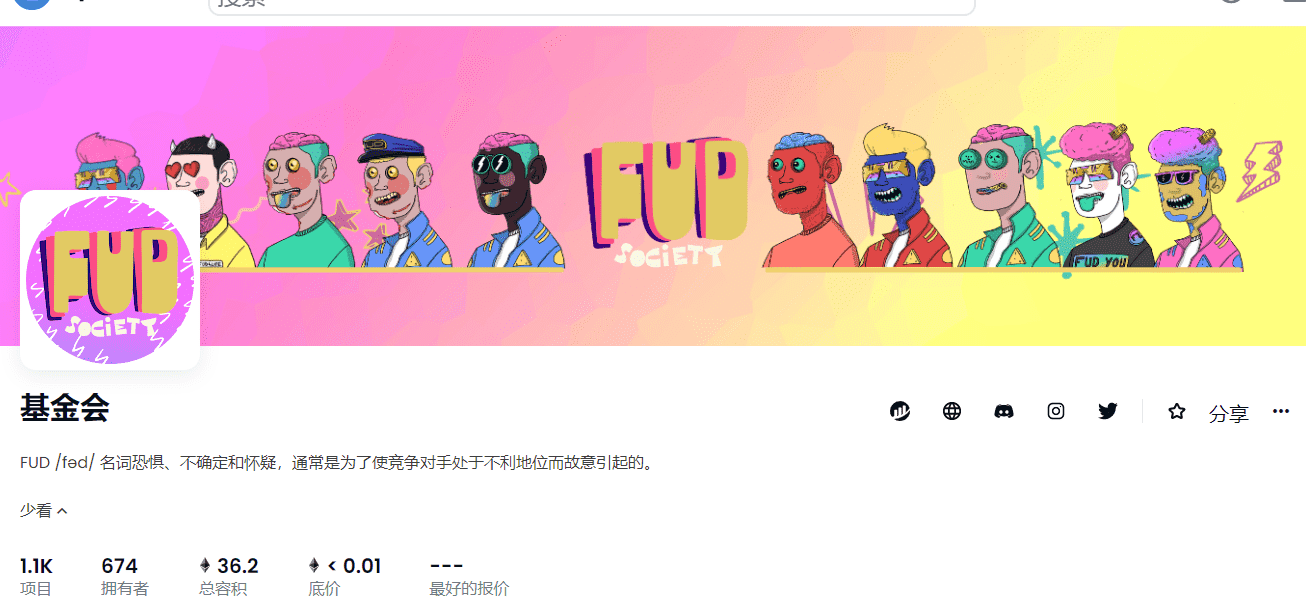 搜索
FUD
SOCIETY
FUD YOU
FUD
SOCIETY
基金会
分享
FUD /fəd/ 名词恐惧、不确定和怀疑，通常是为了使竞争对手处于不利地位而故意引起的。
少看
1.1K 674 36.2 < 0.01 ---
项目 拥有者 总容积 底价 最好的报价